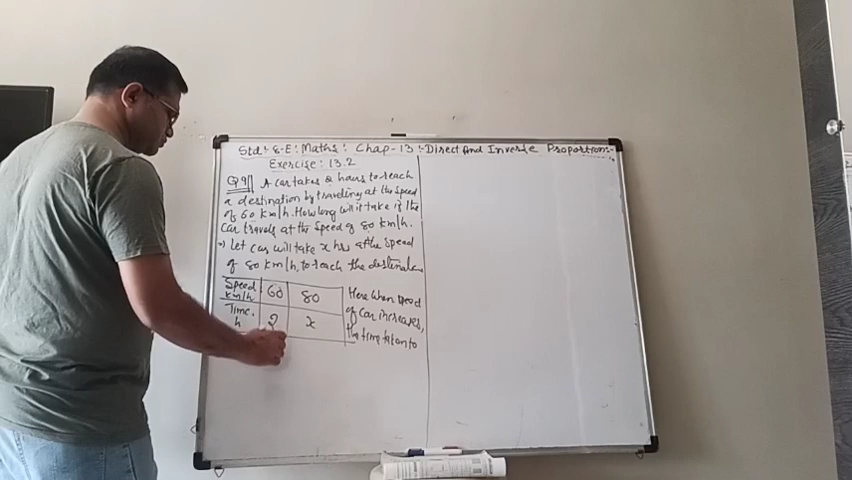 Std:- 8-E: Maths: Chap-13:- Direct And Inverse Proportions:-
Exercise: 13.2
Q9 A car takes 2 hours to reach
a destination by traveling at the speed
of 60 km/h. How long will it take if the
car travels at the speed of 80 km/h.
⇒ Let car will take x hrs at the speed
of 80 km/h, to reach the destination
Speed km/h 60 80
Time. h 2 x
Here when speed
of car increases,
the time taken to